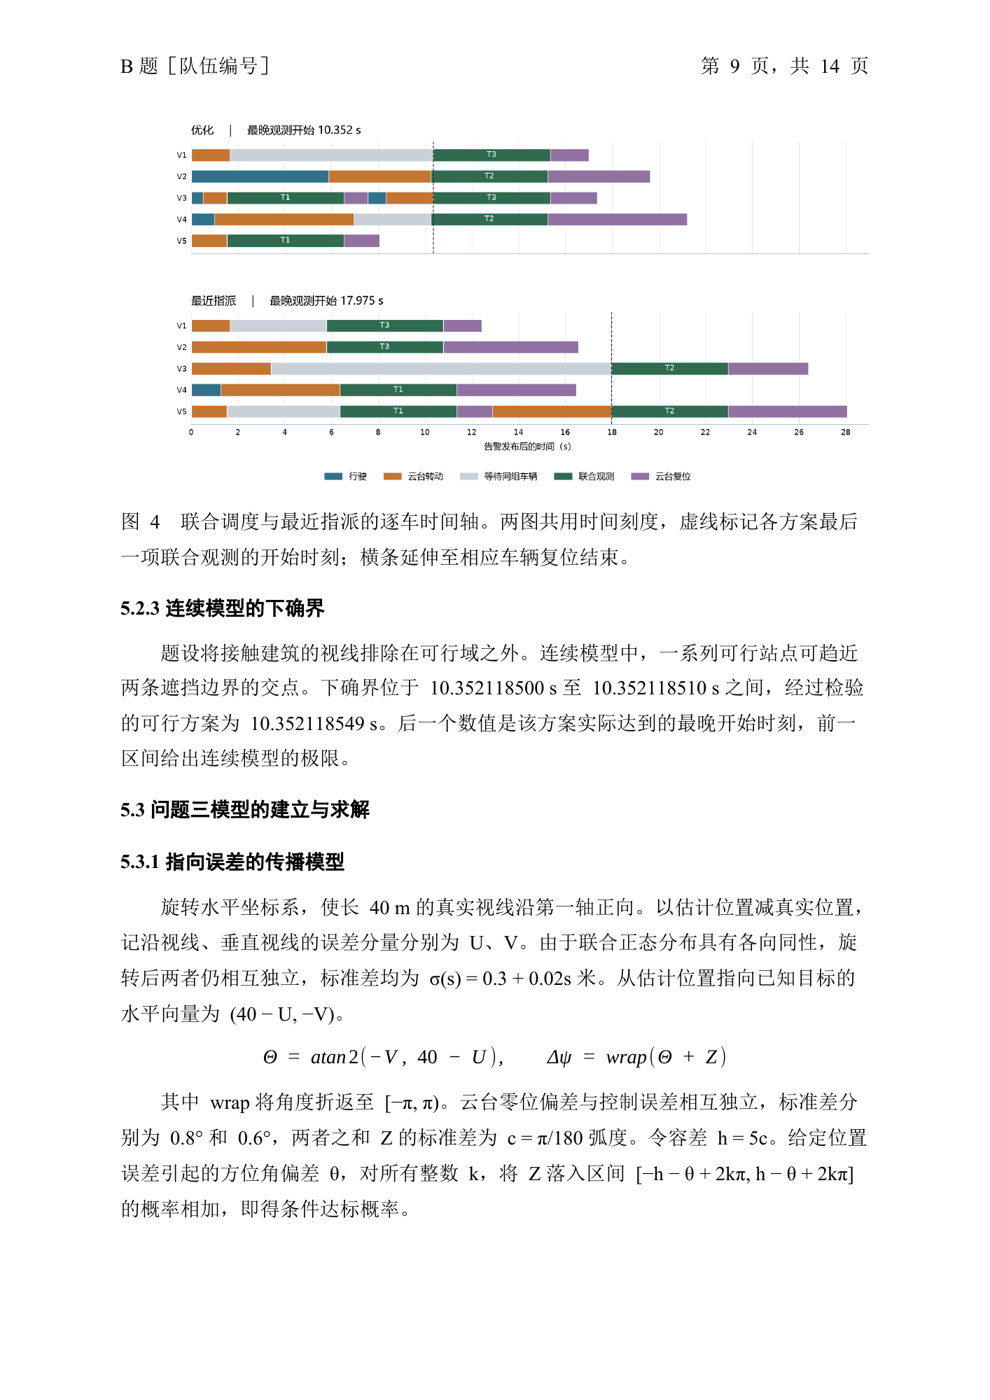 B 题［队伍编号］
第 9 页，共 14 页
优化 | 最晚观测开始 10.352 s
V1 T3
V2 T2
V3 T1 T3
V4 T2
V5 T1
最近指派 | 最晚观测开始 17.975 s
V1 T3
V2 T3
V3 T2
V4 T1
V5 T1 T2
0 2 4 6 8 10 12 14 16 18 20 22 24 26 28
告警发布后的时间（s）
行驶 云台转动 等待同组车辆 联合观测 云台复位
图 4 联合调度与最近指派的逐车时间轴。两图共用时间刻度，虚线标记各方案最后
一项联合观测的开始时刻；横条延伸至相应车辆复位结束。
5.2.3 连续模型的下确界
题设将接触建筑的视线排除在可行域之外。连续模型中，一系列可行站点可趋近
两条遮挡边界的交点。下确界位于 10.352118500 s 至 10.352118510 s 之间，经过检验
的可行方案为 10.352118549 s。后一个数值是该方案实际达到的最晚开始时刻，前一
区间给出连续模型的极限。
5.3 问题三模型的建立与求解
5.3.1 指向误差的传播模型
旋转水平坐标系，使长 40 m 的真实视线沿第一轴正向。以估计位置减真实位置，
记沿视线、垂直视线的误差分量分别为 U、V。由于联合正态分布具有各向同性，旋
转后两者仍相互独立，标准差均为 σ(s) = 0.3 + 0.02s 米。从估计位置指向已知目标的
水平向量为 (40 − U, −V)。
Θ = atan2(−V, 40 − U), Δψ = wrap(Θ + Z)
其中 wrap 将角度折返至 [−π, π)。云台零位偏差与控制误差相互独立，标准差分
别为 0.8° 和 0.6°，两者之和 Z 的标准差为 c = π/180 弧度。令容差 h = 5c。给定位置
误差引起的方位角偏差 θ，对所有整数 k，将 Z 落入区间 [−h − θ + 2kπ, h − θ + 2kπ]
的概率相加，即得条件达标概率。